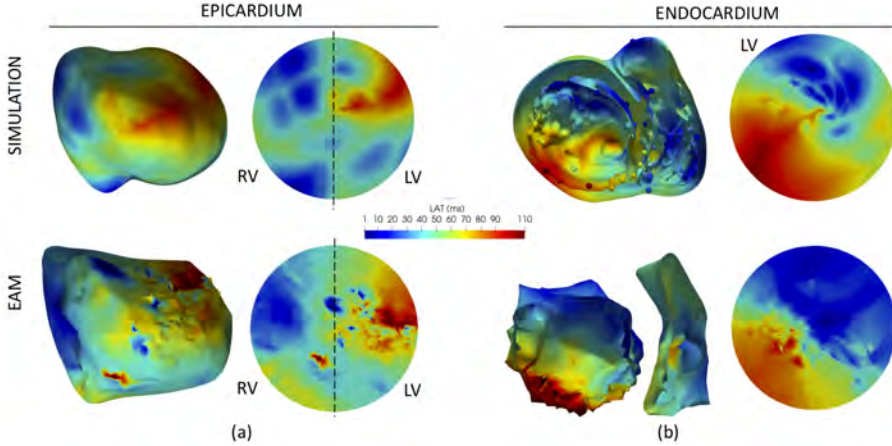 EPICARDIUM
ENDOCARDIUM
SIMULATION
RV
LV
LV
LAT (ms)
1 10 20 30 40 50 60 70 80 90 110
EAM
RV
LV
(a)
(b)